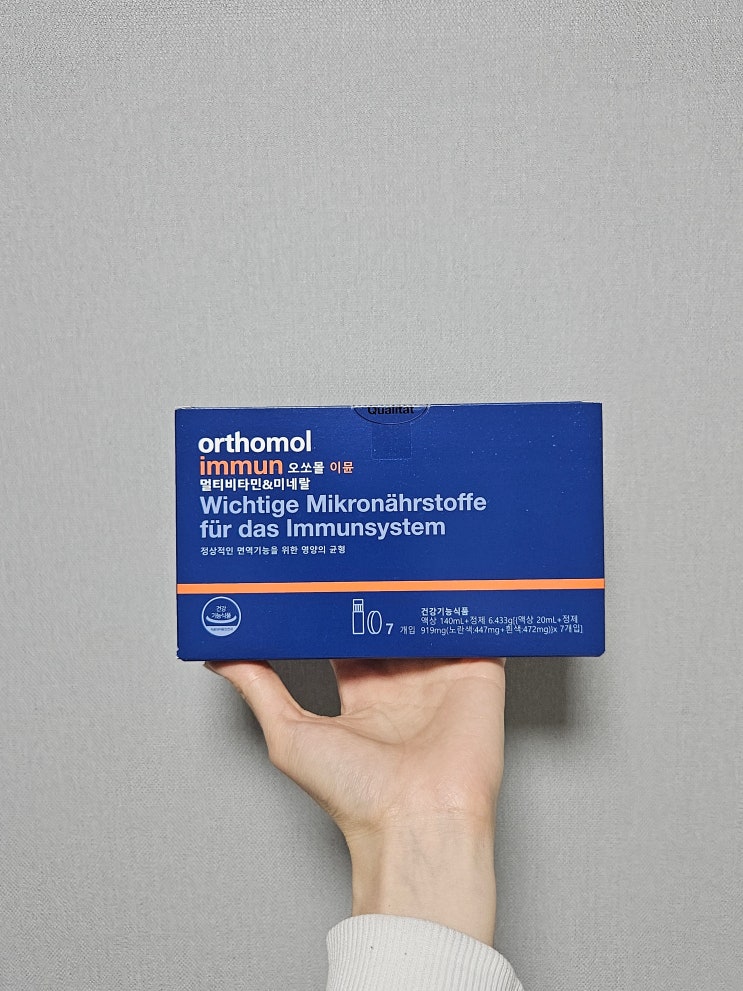 Qualität
orthomol
immun 오쏘몰 이뮨
멀티비타민&미네랄
Wichtige Mikronährstoffe
für das Immunsystem
정상적인 면역기능을 위한 영양의 균형
건강
기능식품
7 개입
건강기능식품
액상 140mL+정제 6.433g[(액상 20mL+정제
919mg(노란색:447mg+흰색:472mg))x 7개입]